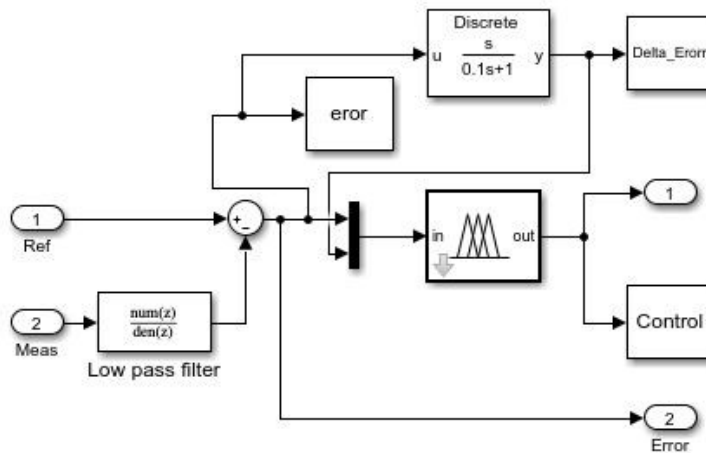 Discrete
u
s
0.1s+1
y
Delta_Erorr
eror
1
Ref
+
−
in
out
1
2
Meas
num(z)
den(z)
Low pass filter
Control
2
Error